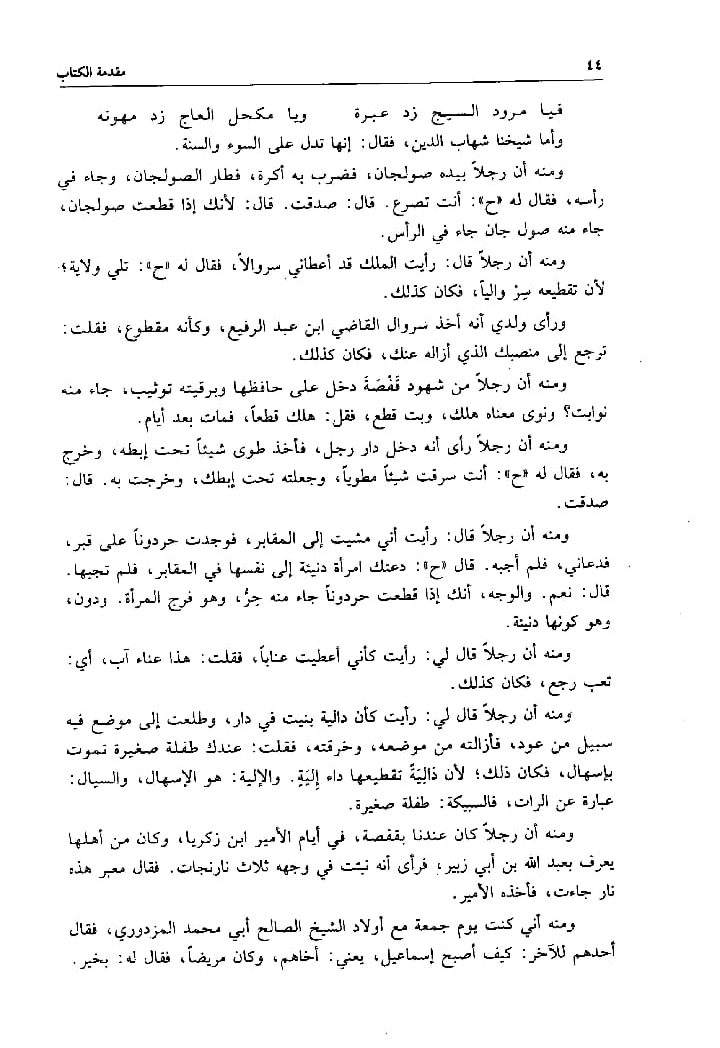 ٤٤ مقدمة الكتاب
فيا مرود السيج زد عبرة ويا مكحل العاج زد مهونه
وأما شيخنا شهاب الدين، فقال: إنها تدل على السوء والسنة.
ومنه أن رجلاً بيده صولجان، فضرب به أكرة، فطار الصولجان، وجاء في
رأسه، فقال له «ح»: أنت تصرع. قال: صدقت. قال: لأنك إذا قطعت صولجان،
جاء منه صول جان جاء في الرأس.
ومنه أن رجلاً قال: رأيت الملك قد أعطاني سروالاً، فقال له «ح»: تلي ولاية؛
لأن تقطيعه سِرْ والياً، فكان كذلك.
ورأى ولدي أنه أخذ سروال القاضي ابن عبد الرفيع، وكأنه مقطوع، فقلت:
ترجع إلى منصبك الذي أزاله عنك، فكان كذلك.
ومنه أن رجلاً من شهود قَفْصَةَ دخل على حافظها وبرقيته توثيب، جاء منه
نوايت؟ ونوى معناه هلك، وبت قطع، فقل: هلك قطعاً، فمات بعد أيام.
ومنه أن رجلاً رأى أنه دخل دار رجل، فأخذ طوى شيئاً تحت إبطه، وخرج
به، فقال له «ح»: أنت سرقت شيئاً مطوياً، وجعلته تحت إبطك، وخرجت به. قال:
صدقت.
ومنه أن رجلاً قال: رأيت أني مشيت إلى المقابر، فوجدت حردوناً على قبر،
فدعاني، فلم أجبه. قال «ح»: دعتك امرأة دنيئة إلى نفسها في المقابر، فلم تجبها.
قال: نعم. والوجه، أنك إذا قطعت حردوناً جاء منه حِرٌ، وهو فرج المرأة. ودون،
وهو كونها دنيئة.
ومنه أن رجلاً قال لي: رأيت كأني أعطيت عناباً، فقلت: هذا عناء آب، أي:
تعب رجع، فكان كذلك.
ومنه أن رجلاً قال لي: رأيت كأن دالية بنيت في دار، وطلعت إلى موضع فيه
سبيل من عود، فأزالته من موضعه، وخرقته، فقلت: عندك طفلة صغيرة تموت
بإسهال، فكان ذلك؛ لأن دَالِيَةً تقطيعها داء إِلِيَةٍ. والإلية: هو الإسهال، والسيال:
عبارة عن الرات، فالسبيكة: طفلة صغيرة.
ومنه أن رجلاً كان عندنا بقفصة، في أيام الأمير ابن زكريا، وكان من أهلها
يعرف بعبد الله بن أبي زبير، فرأى أنه نبتت في وجهه ثلاث نارنجات. فقال معبر هذه
نار جاءت، فأخذه الأمير.
ومنه أني كنت يوم جمعة مع أولاد الشيخ الصالح أبي محمد المزدوري، فقال
أحدهم للآخر: كيف أصبح إسماعيل، يعني: أخاهم، وكان مريضاً، فقال له: بخير.